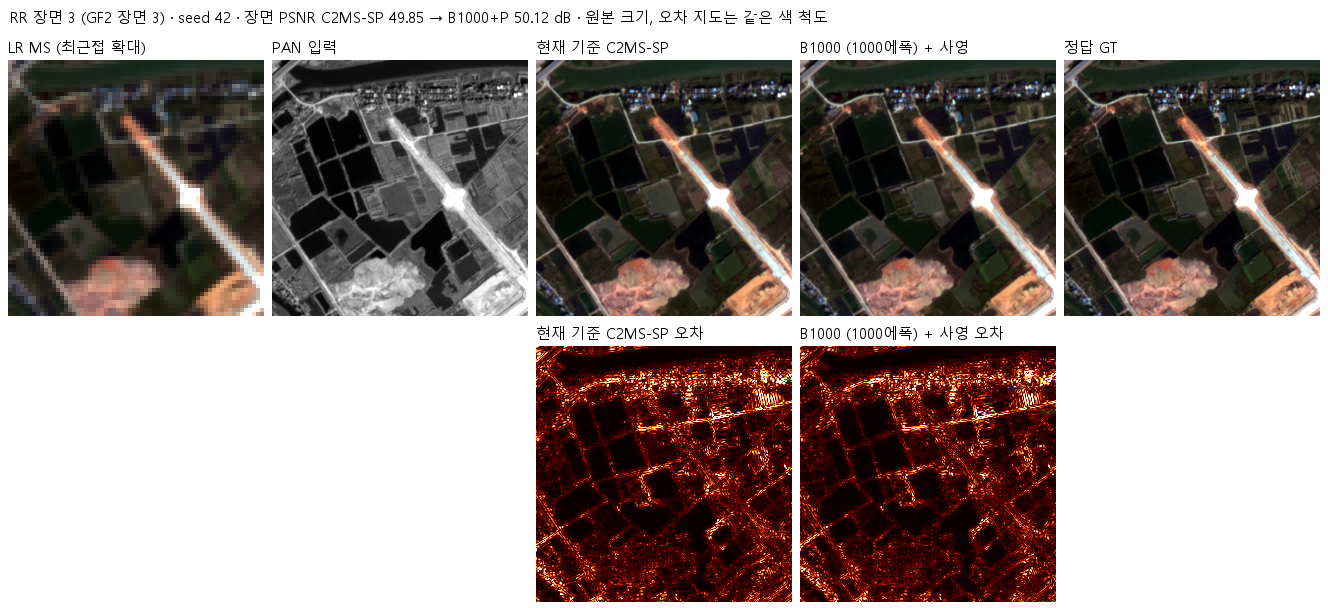 RR 장면 3 (GF2 장면 3) · seed 42 · 장면 PSNR C2MS-SP 49.85 → B1000+P 50.12 dB · 원본 크기, 오차 지도는 같은 색 척도
LR MS (최근접 확대)
PAN 입력
현재 기준 C2MS-SP
B1000 (1000에폭) + 사영
정답 GT
현재 기준 C2MS-SP 오차
B1000 (1000에폭) + 사영 오차